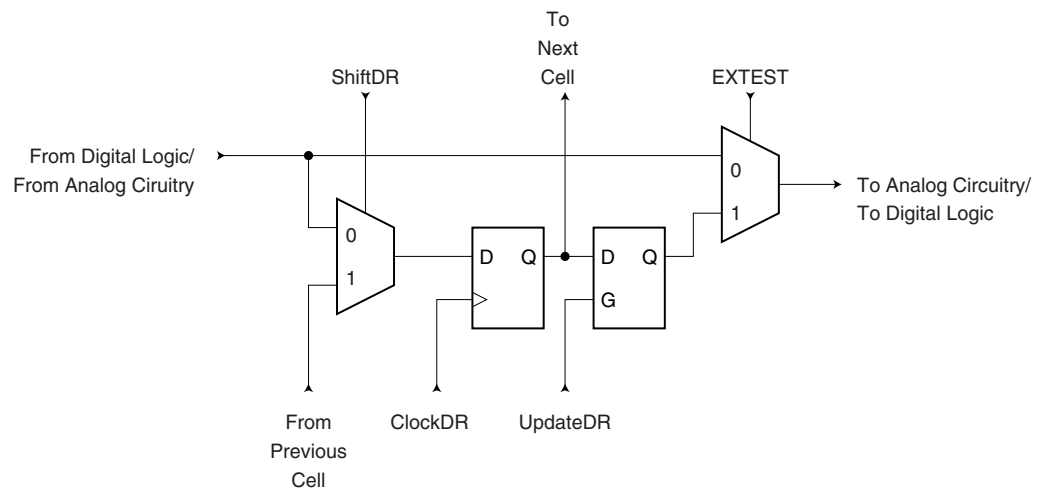 To
Next
Cell
ShiftDR
EXTEST
From Digital Logic/
From Analog Ciruitry
0
1
To Analog Circuitry/
To Digital Logic
0
1
D Q
D Q
G
From
Previous
Cell
ClockDR
UpdateDR